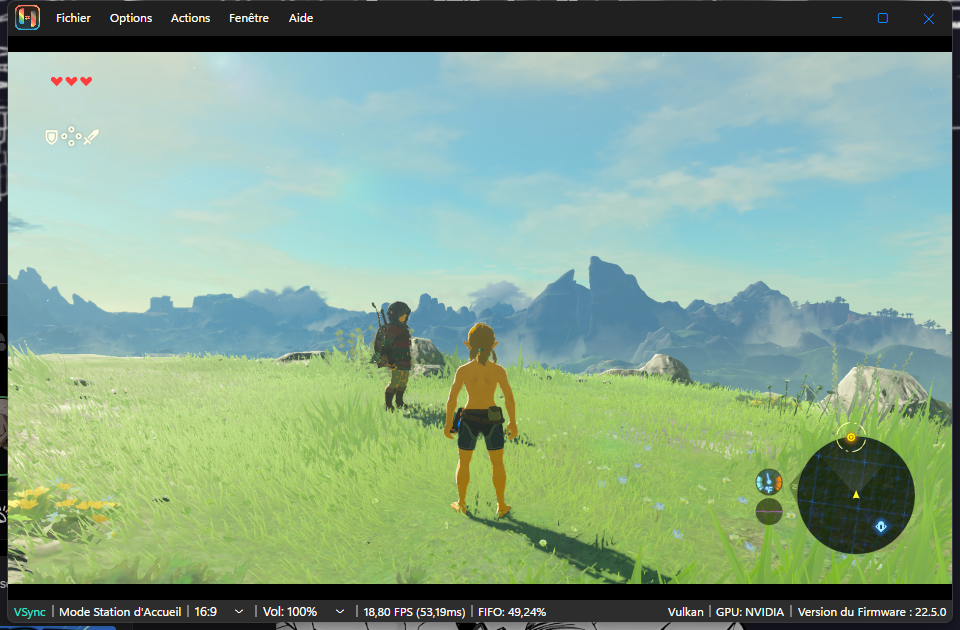 Fichier Options Actions Fenêtre Aide
VSync Mode Station d'Accueil 16:9 Vol: 100% 18,80 FPS (53,19ms) FIFO: 49,24% Vulkan GPU: NVIDIA Version du Firmware : 22.5.0